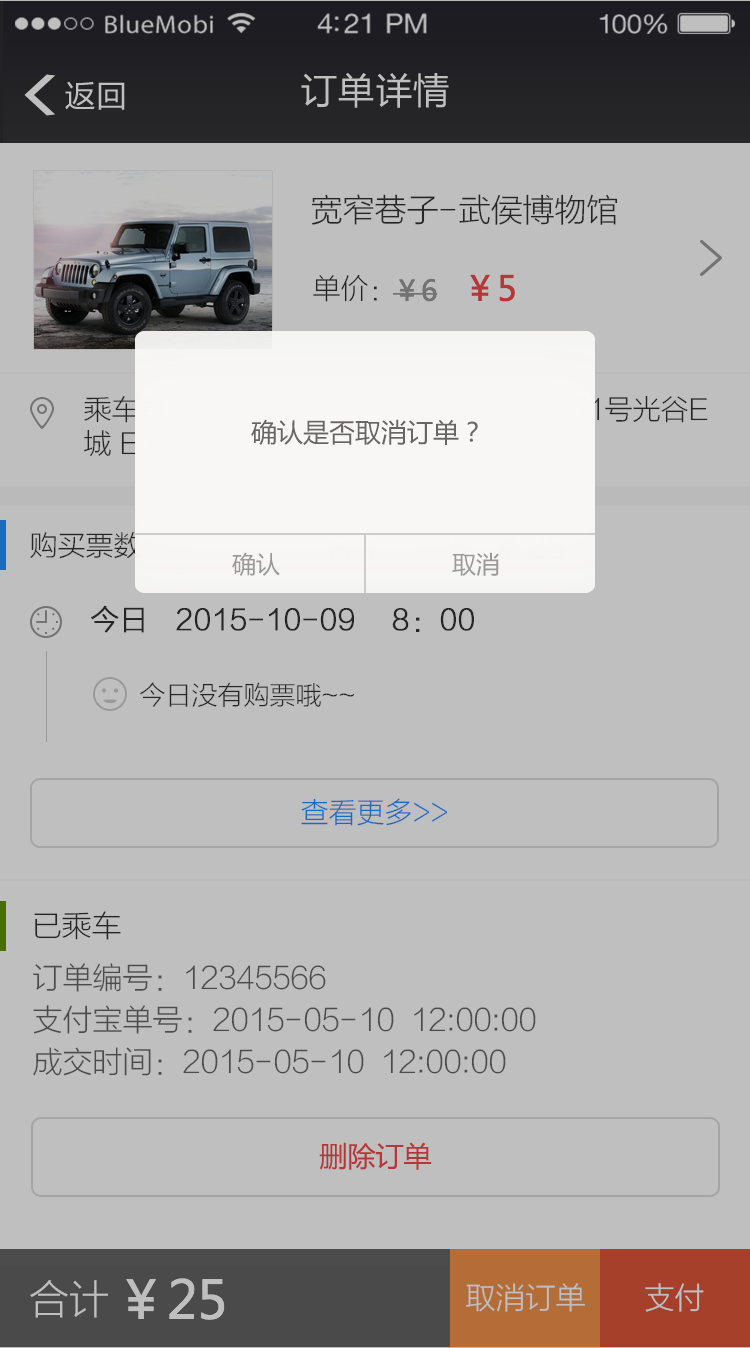 BlueMobi 4:21 PM 100%
返回 订单详情
宽窄巷子-武侯博物馆
单价: ¥6 ¥5
乘车 1号光谷E
城 E
确认是否取消订单？
确认 取消
购买票数
今日 2015-10-09 8: 00
今日没有购票哦~~
查看更多>>
已乘车
订单编号: 12345566
支付宝单号: 2015-05-10 12:00:00
成交时间: 2015-05-10 12:00:00
删除订单
合计 ¥25 取消订单 支付